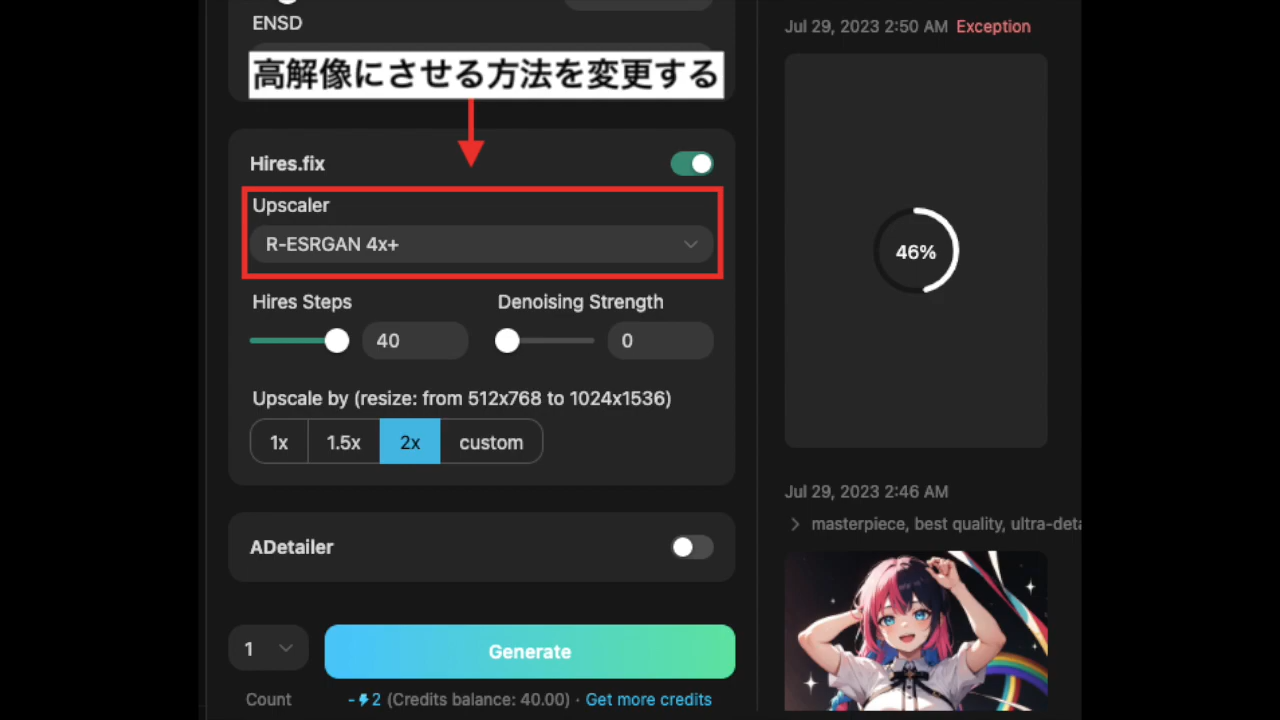 ENSD
高解像にさせる方法を変更する
Hires.fix
Upscaler
R-ESRGAN 4x+
Hires Steps
Denoising Strength
40
0
Upscale by (resize: from 512x768 to 1024x1536)
1x
1.5x
2x
custom
ADetailer
1
Generate
Count
-2 (Credits balance: 40.00) · Get more credits
Jul 29, 2023 2:50 AM Exception
46%
Jul 29, 2023 2:46 AM
masterpiece, best quality, ultra-deta